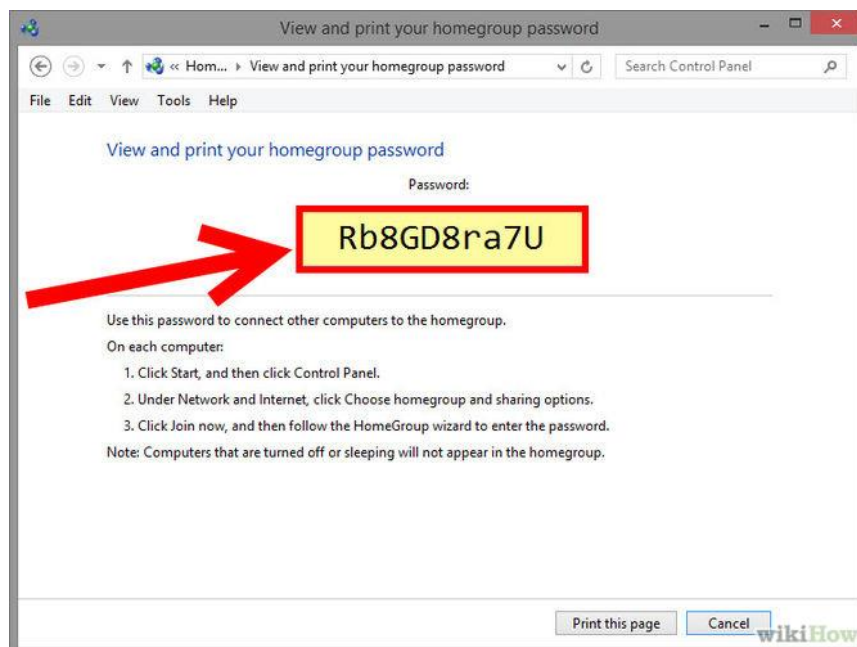 View and print your homegroup password
« Hom... ▸ View and print your homegroup password
Search Control Panel
File Edit View Tools Help
View and print your homegroup password
Password:
Rb8GD8ra7U
Use this password to connect other computers to the homegroup.
On each computer:
1. Click Start, and then click Control Panel.
2. Under Network and Internet, click Choose homegroup and sharing options.
3. Click Join now, and then follow the HomeGroup wizard to enter the password.
Note: Computers that are turned off or sleeping will not appear in the homegroup.
Print this page Cancel
wikiHow